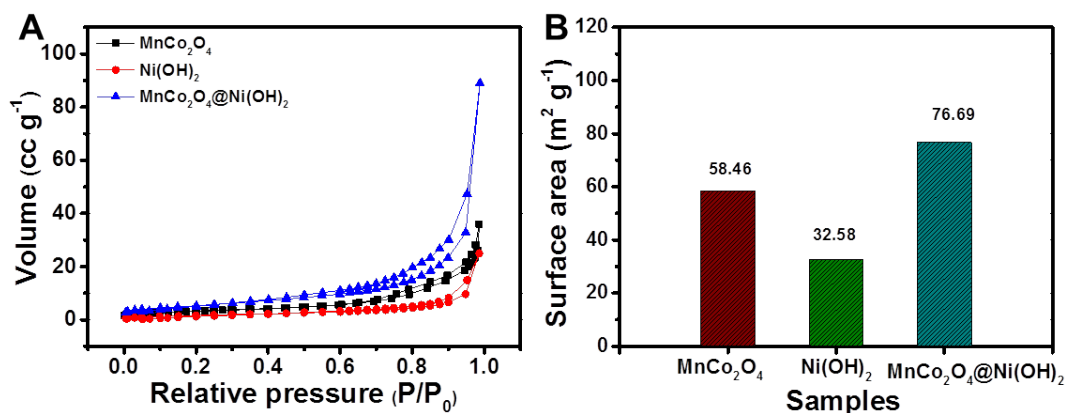 A
MnCo₂O₄
Ni(OH)₂
MnCo₂O₄@Ni(OH)₂
Volume (cc g⁻¹)
100
80
60
40
20
0
0.0 0.2 0.4 0.6 0.8 1.0
Relative pressure (P/P₀)
B
Surface area (m² g⁻¹)
120
100
80
60
40
20
0
58.46
32.58
76.69
MnCo₂O₄ Ni(OH)₂ MnCo₂O₄@Ni(OH)₂
Samples